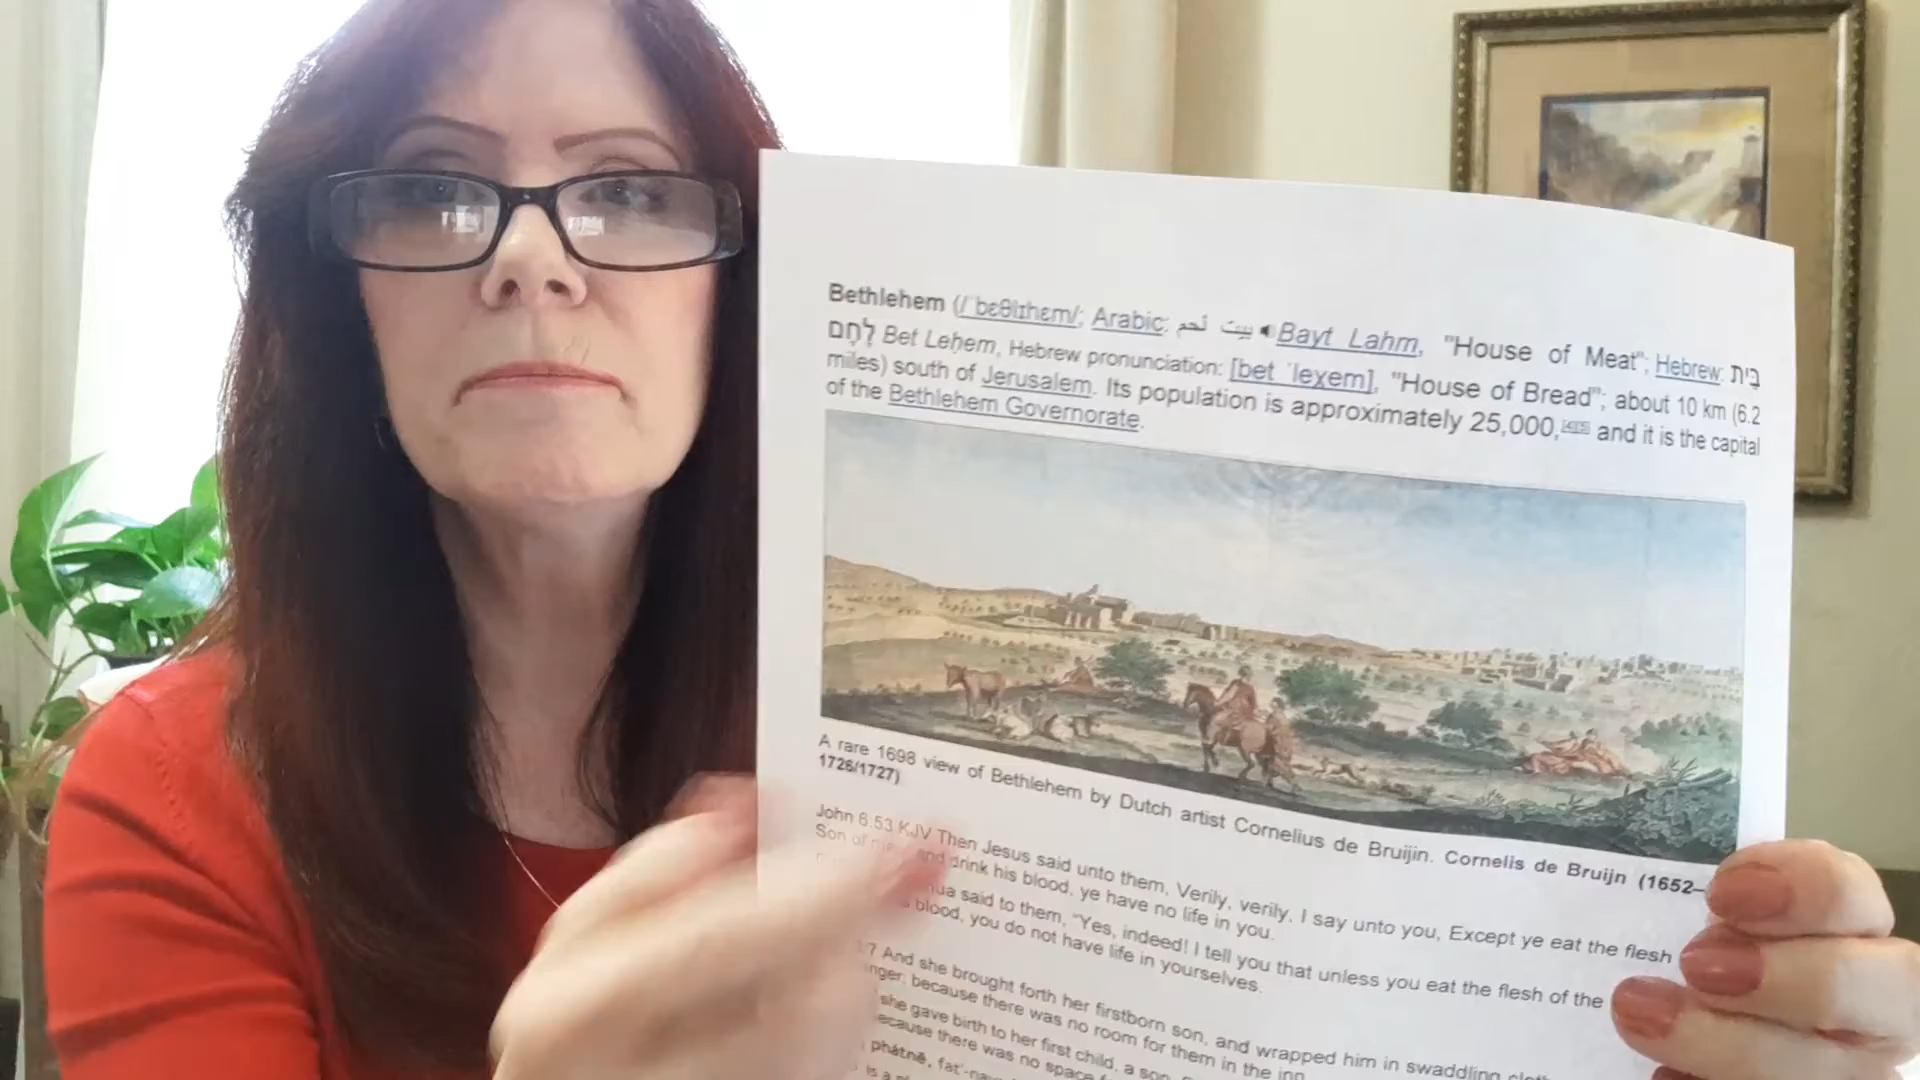 Bethlehem (/ˈbɛθlɪhɛm/; Arabic: بيت لحم Bayt Lahm, "House of Meat"; Hebrew: בֵּית
לֶחֶם Bet Leḥem, Hebrew pronunciation: [bet ˈleχem], "House of Bread"; about 10 km (6.2
miles) south of Jerusalem. Its population is approximately 25,000, and it is the capital
of the Bethlehem Governorate.
A rare 1698 view of Bethlehem by Dutch artist Cornelius de Bruijin. Cornelis de Bruijn (1652–
1726/1727)
John 6:53 KJV Then Jesus said unto them, Verily, verily, I say unto you, Except ye eat the flesh
Son of and drink his blood, ye have no life in you.
said to them, "Yes, indeed! I tell you that unless you eat the flesh of the
blood, you do not have life in yourselves.
:7 And she brought forth her firstborn son, and wrapped him in swaddling
because there was no room for them in the inn
she gave birth to her first child, a son.
because there was no space
phátnē,
is a